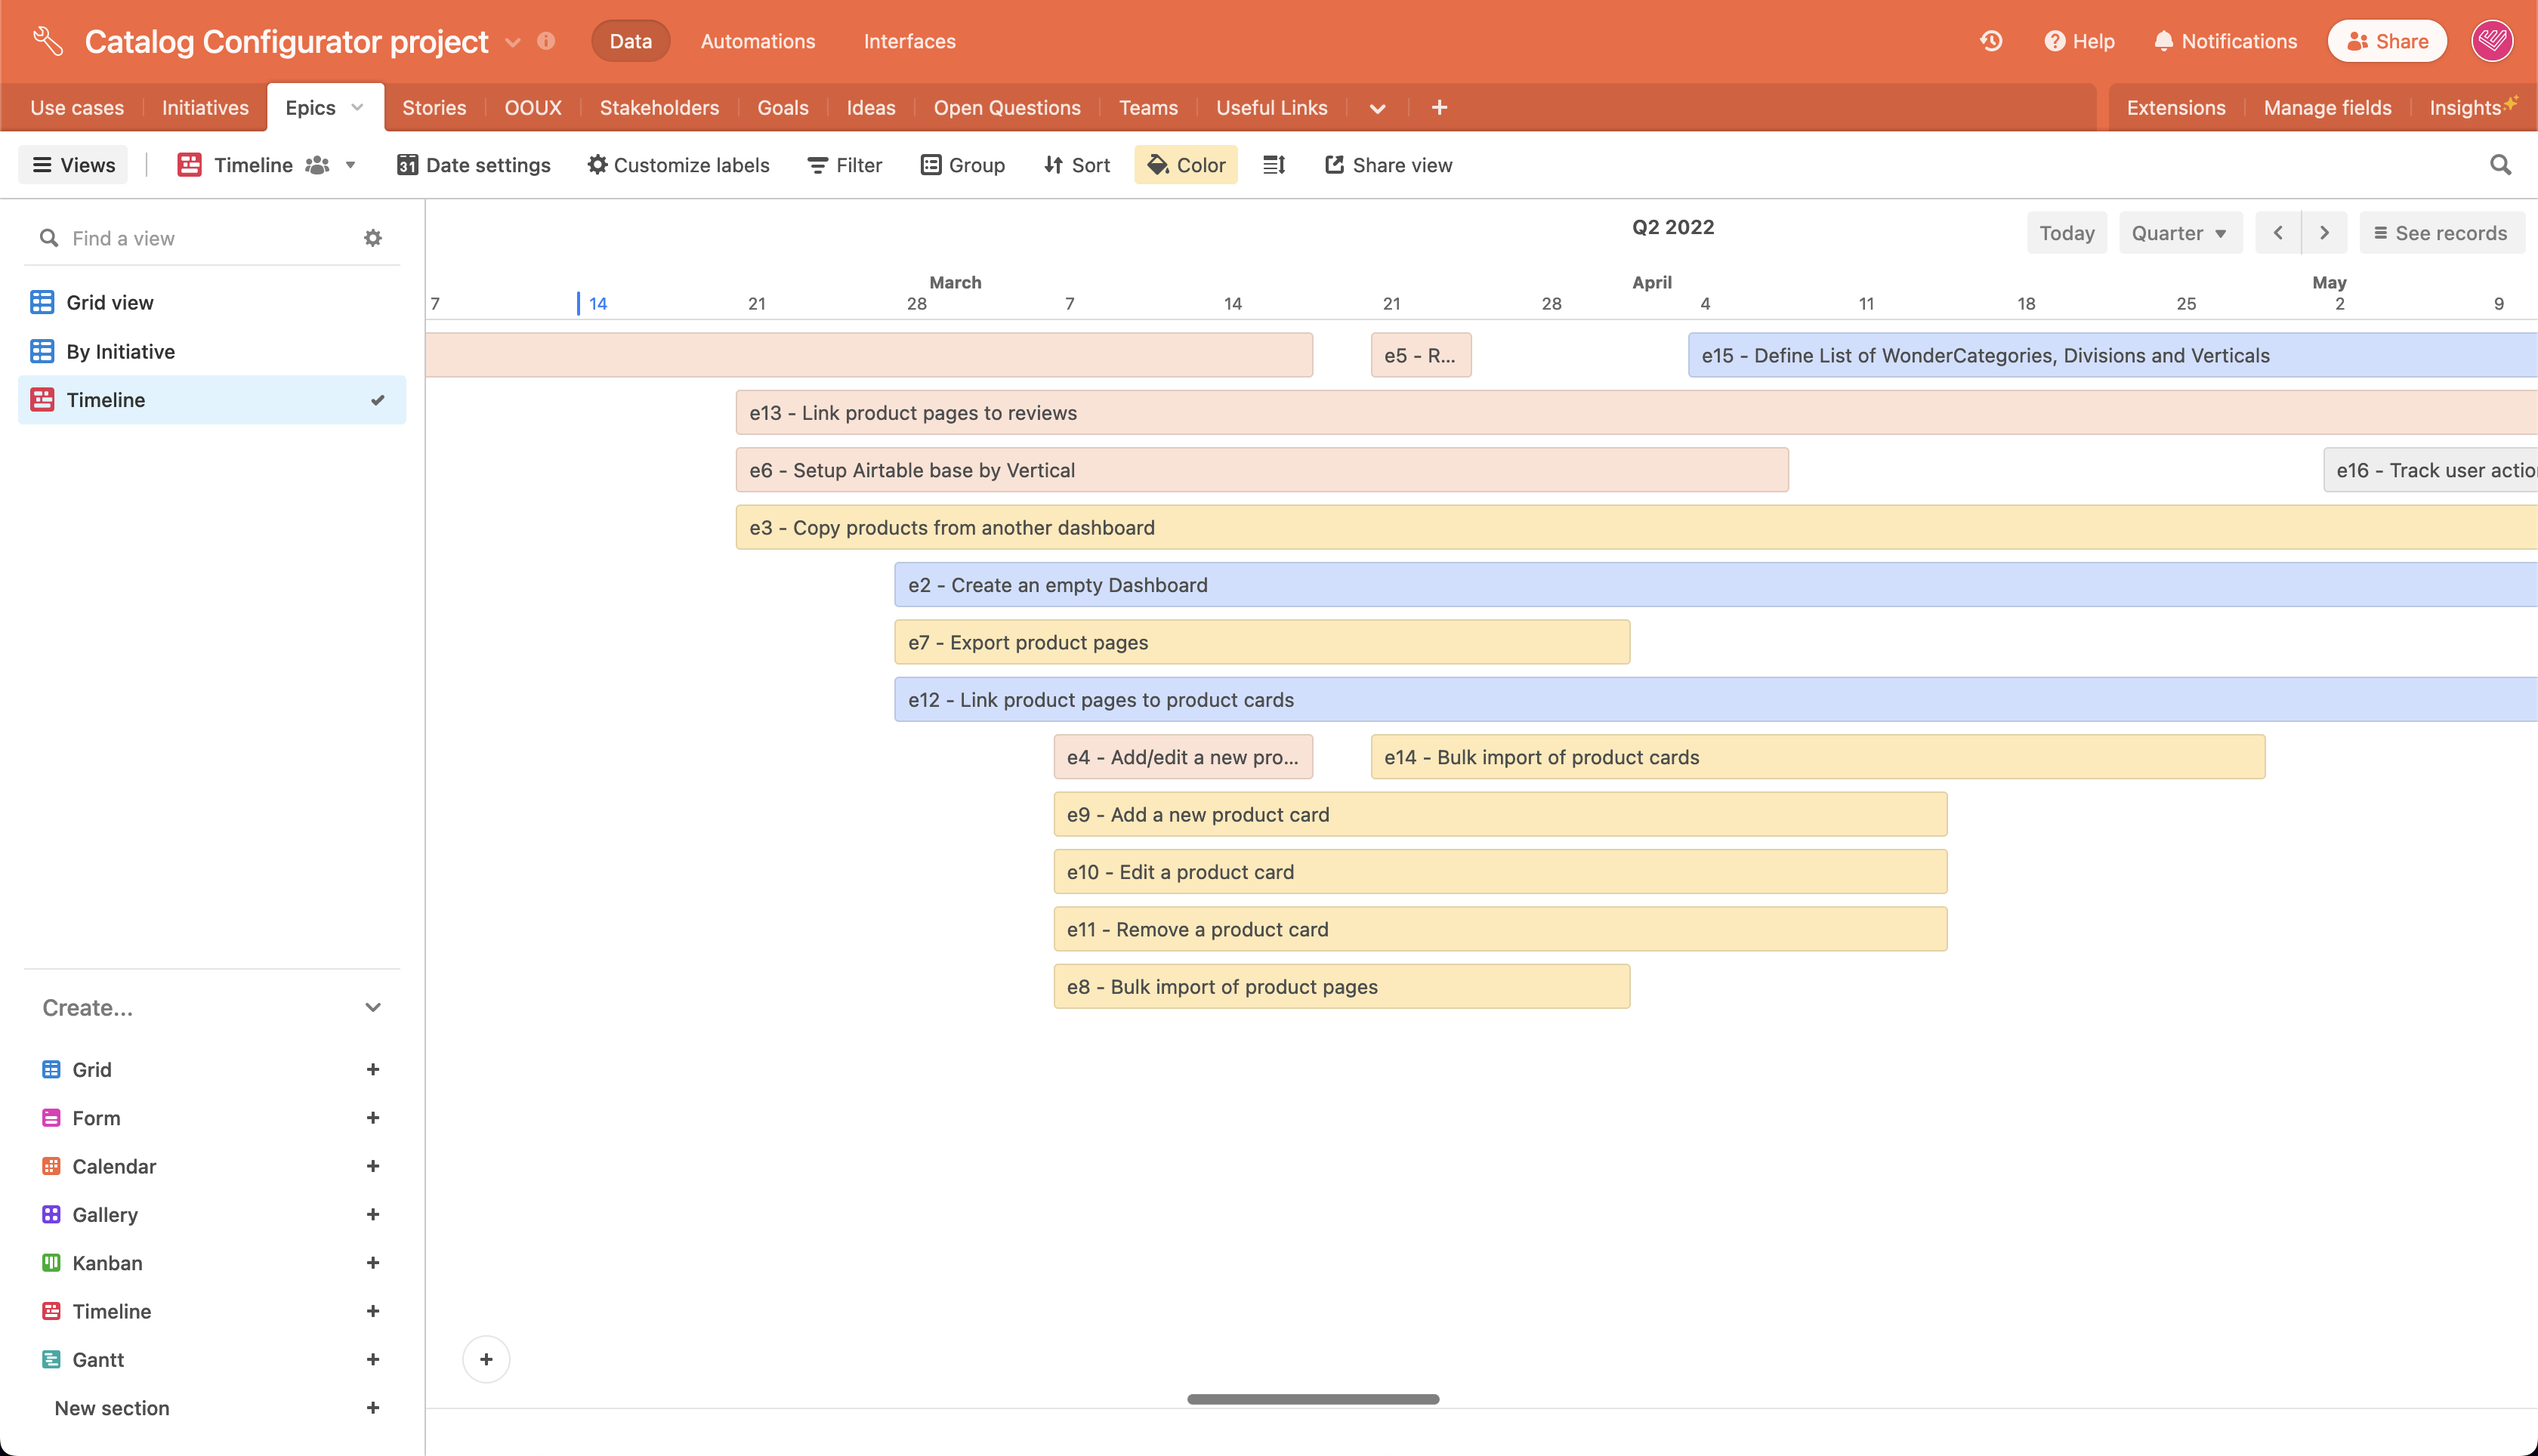 Catalog Configurator project
Data
Automations
Interfaces
Help
Notifications
Share
Use cases
Initiatives
Epics
Stories
OOUX
Stakeholders
Goals
Ideas
Open Questions
Teams
Useful Links
Extensions
Manage fields
Insights
Views
Timeline
31
Date settings
Customize labels
Filter
Group
Sort
Color
Share view
Find a view
Grid view
By Initiative
Timeline
Create...
Grid
Form
Calendar
Gallery
Kanban
Timeline
Gantt
New section
Q2 2022
Today
Quarter
See records
March
April
May
7 14 21 28 7 14 21 28 4 11 18 25 2 9
e5 - R...
e15 - Define List of WonderCategories, Divisions and Verticals
e13 - Link product pages to reviews
e6 - Setup Airtable base by Vertical
e16 - Track user actio
e3 - Copy products from another dashboard
e2 - Create an empty Dashboard
e7 - Export product pages
e12 - Link product pages to product cards
e4 - Add/edit a new pro...
e14 - Bulk import of product cards
e9 - Add a new product card
e10 - Edit a product card
e11 - Remove a product card
e8 - Bulk import of product pages